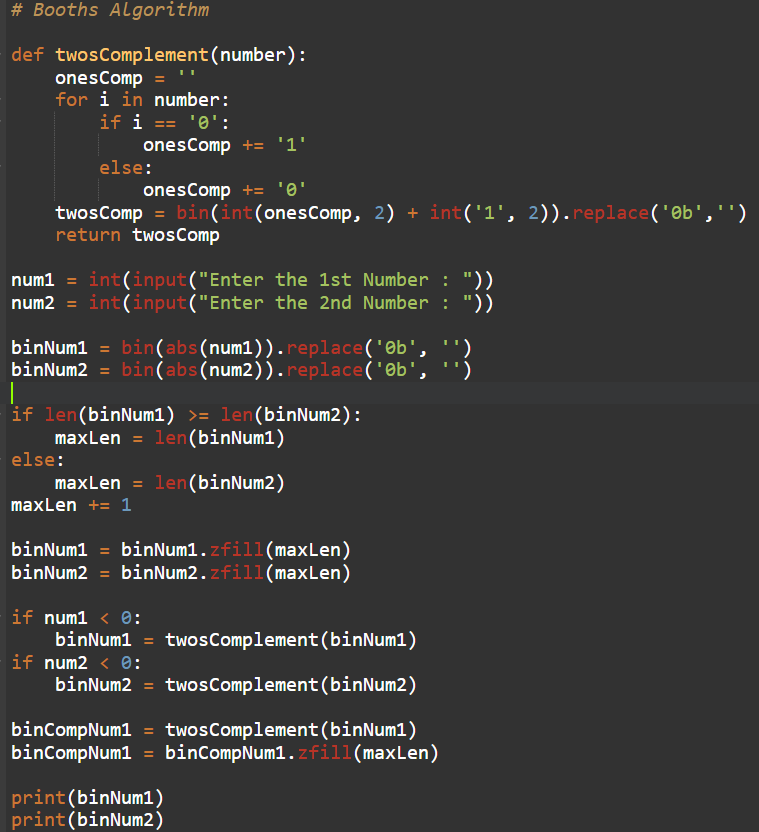 # Booths Algorithm

def twosComplement(number):
    onesComp = ''
    for i in number:
        if i == '0':
            onesComp += '1'
        else:
            onesComp += '0'
    twosComp = bin(int(onesComp, 2) + int('1', 2)).replace('0b','')
    return twosComp

num1 = int(input("Enter the 1st Number : "))
num2 = int(input("Enter the 2nd Number : "))

binNum1 = bin(abs(num1)).replace('0b', '')
binNum2 = bin(abs(num2)).replace('0b', '')

if len(binNum1) >= len(binNum2):
    maxLen = len(binNum1)
else:
    maxLen = len(binNum2)
maxLen += 1

binNum1 = binNum1.zfill(maxLen)
binNum2 = binNum2.zfill(maxLen)

if num1 < 0:
    binNum1 = twosComplement(binNum1)
if num2 < 0:
    binNum2 = twosComplement(binNum2)

binCompNum1 = twosComplement(binNum1)
binCompNum1 = binCompNum1.zfill(maxLen)

print(binNum1)
print(binNum2)